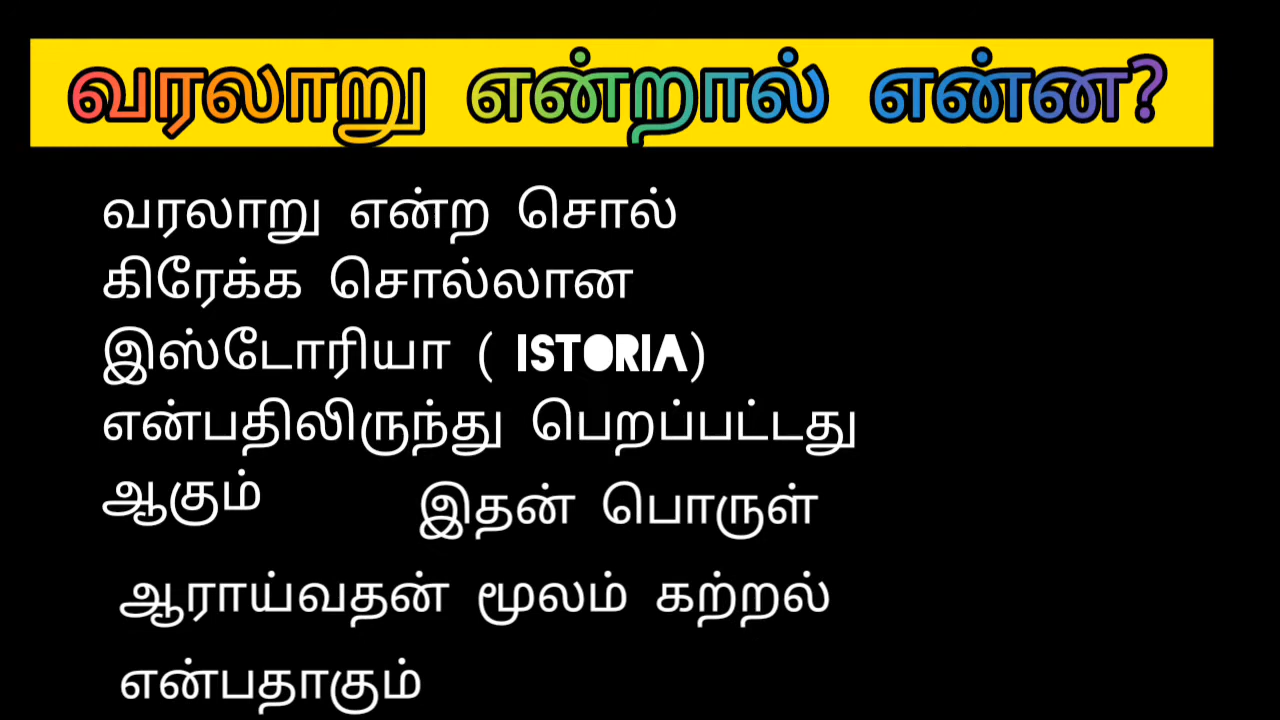 வரலாறு என்றால் என்ன?
வரலாறு என்ற சொல்
கிரேக்க சொல்லான
இஸ்டோரியா ( ISTORIA)
என்பதிலிருந்து பெறப்பட்டது
ஆகும்
இதன் பொருள்
ஆராய்வதன் மூலம் கற்றல்
என்பதாகும்